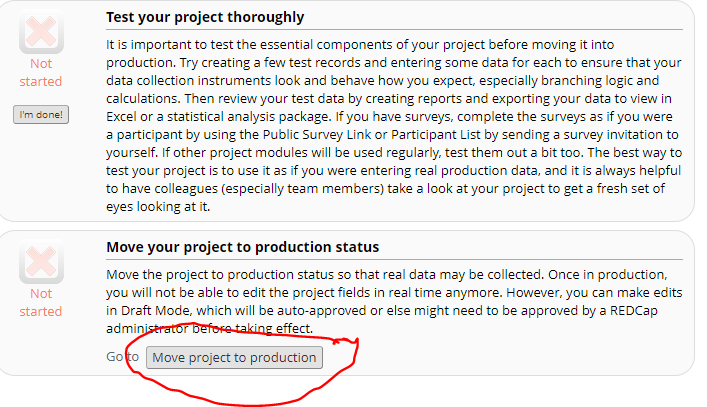 Test your project thoroughly
It is important to test the essential components of your project before moving it into
production. Try creating a few test records and entering some data for each to ensure that your
data collection instruments look and behave how you expect, especially branching logic and
calculations. Then review your test data by creating reports and exporting your data to view in
Excel or a statistical analysis package. If you have surveys, complete the surveys as if you were
a participant by using the Public Survey Link or Participant List by sending a survey invitation to
yourself. If other project modules will be used regularly, test them out a bit too. The best way to
test your project is to use it as if you were entering real production data, and it is always helpful
to have colleagues (especially team members) take a look at your project to get a fresh set of
eyes looking at it.
Not
started
I'm done!
Move your project to production status
Move the project to production status so that real data may be collected. Once in production,
you will not be able to edit the project fields in real time anymore. However, you can make edits
in Draft Mode, which will be auto-approved or else might need to be approved by a REDCap
administrator before taking effect.
Go to Move project to production
Not
started